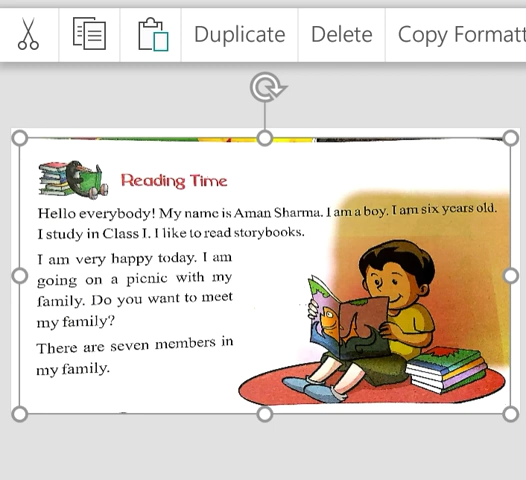 Duplicate Delete Copy Formatt
Reading Time
Hello everybody! My name is Aman Sharma. I am a boy. I am six years old.
I study in Class I. I like to read storybooks.
I am very happy today. I am
going on a picnic with my
family. Do you want to meet
my family?
There are seven members in
my family.